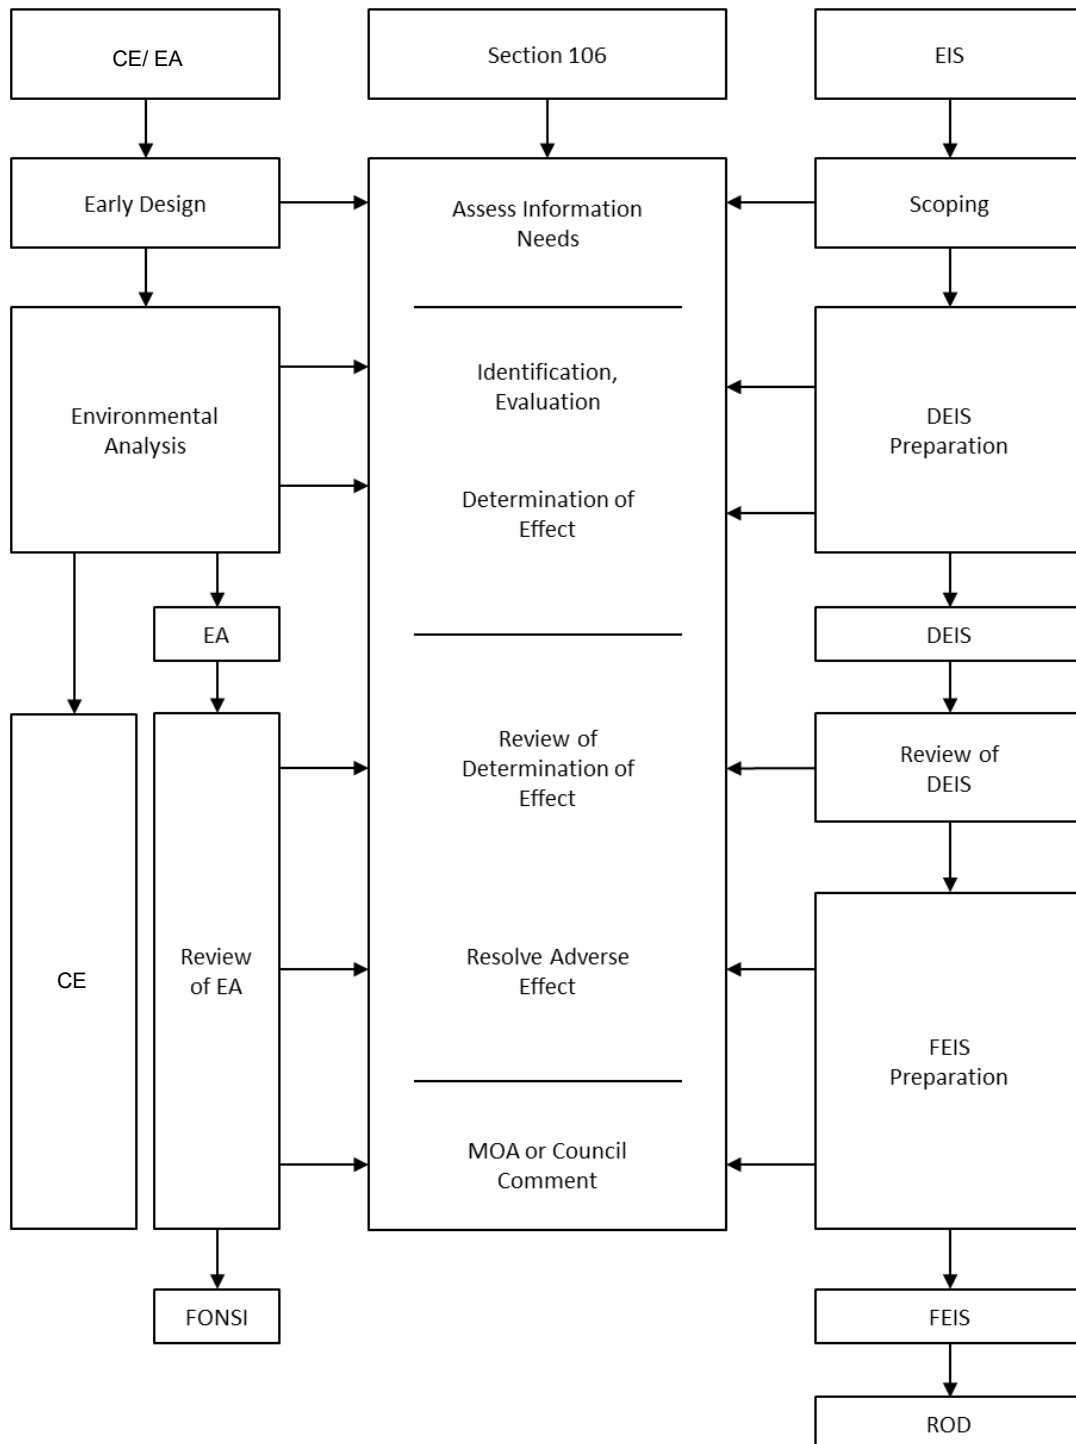 CE/ EA
Section 106
EIS
Early Design
Assess Information
Needs
Scoping
Environmental
Analysis
Identification,
Evaluation
Determination of
Effect
DEIS
Preparation
EA
DEIS
CE
Review
of EA
Review of
Determination of
Effect
Resolve Adverse
Effect
MOA or Council
Comment
Review of
DEIS
FEIS
Preparation
FONSI
FEIS
ROD